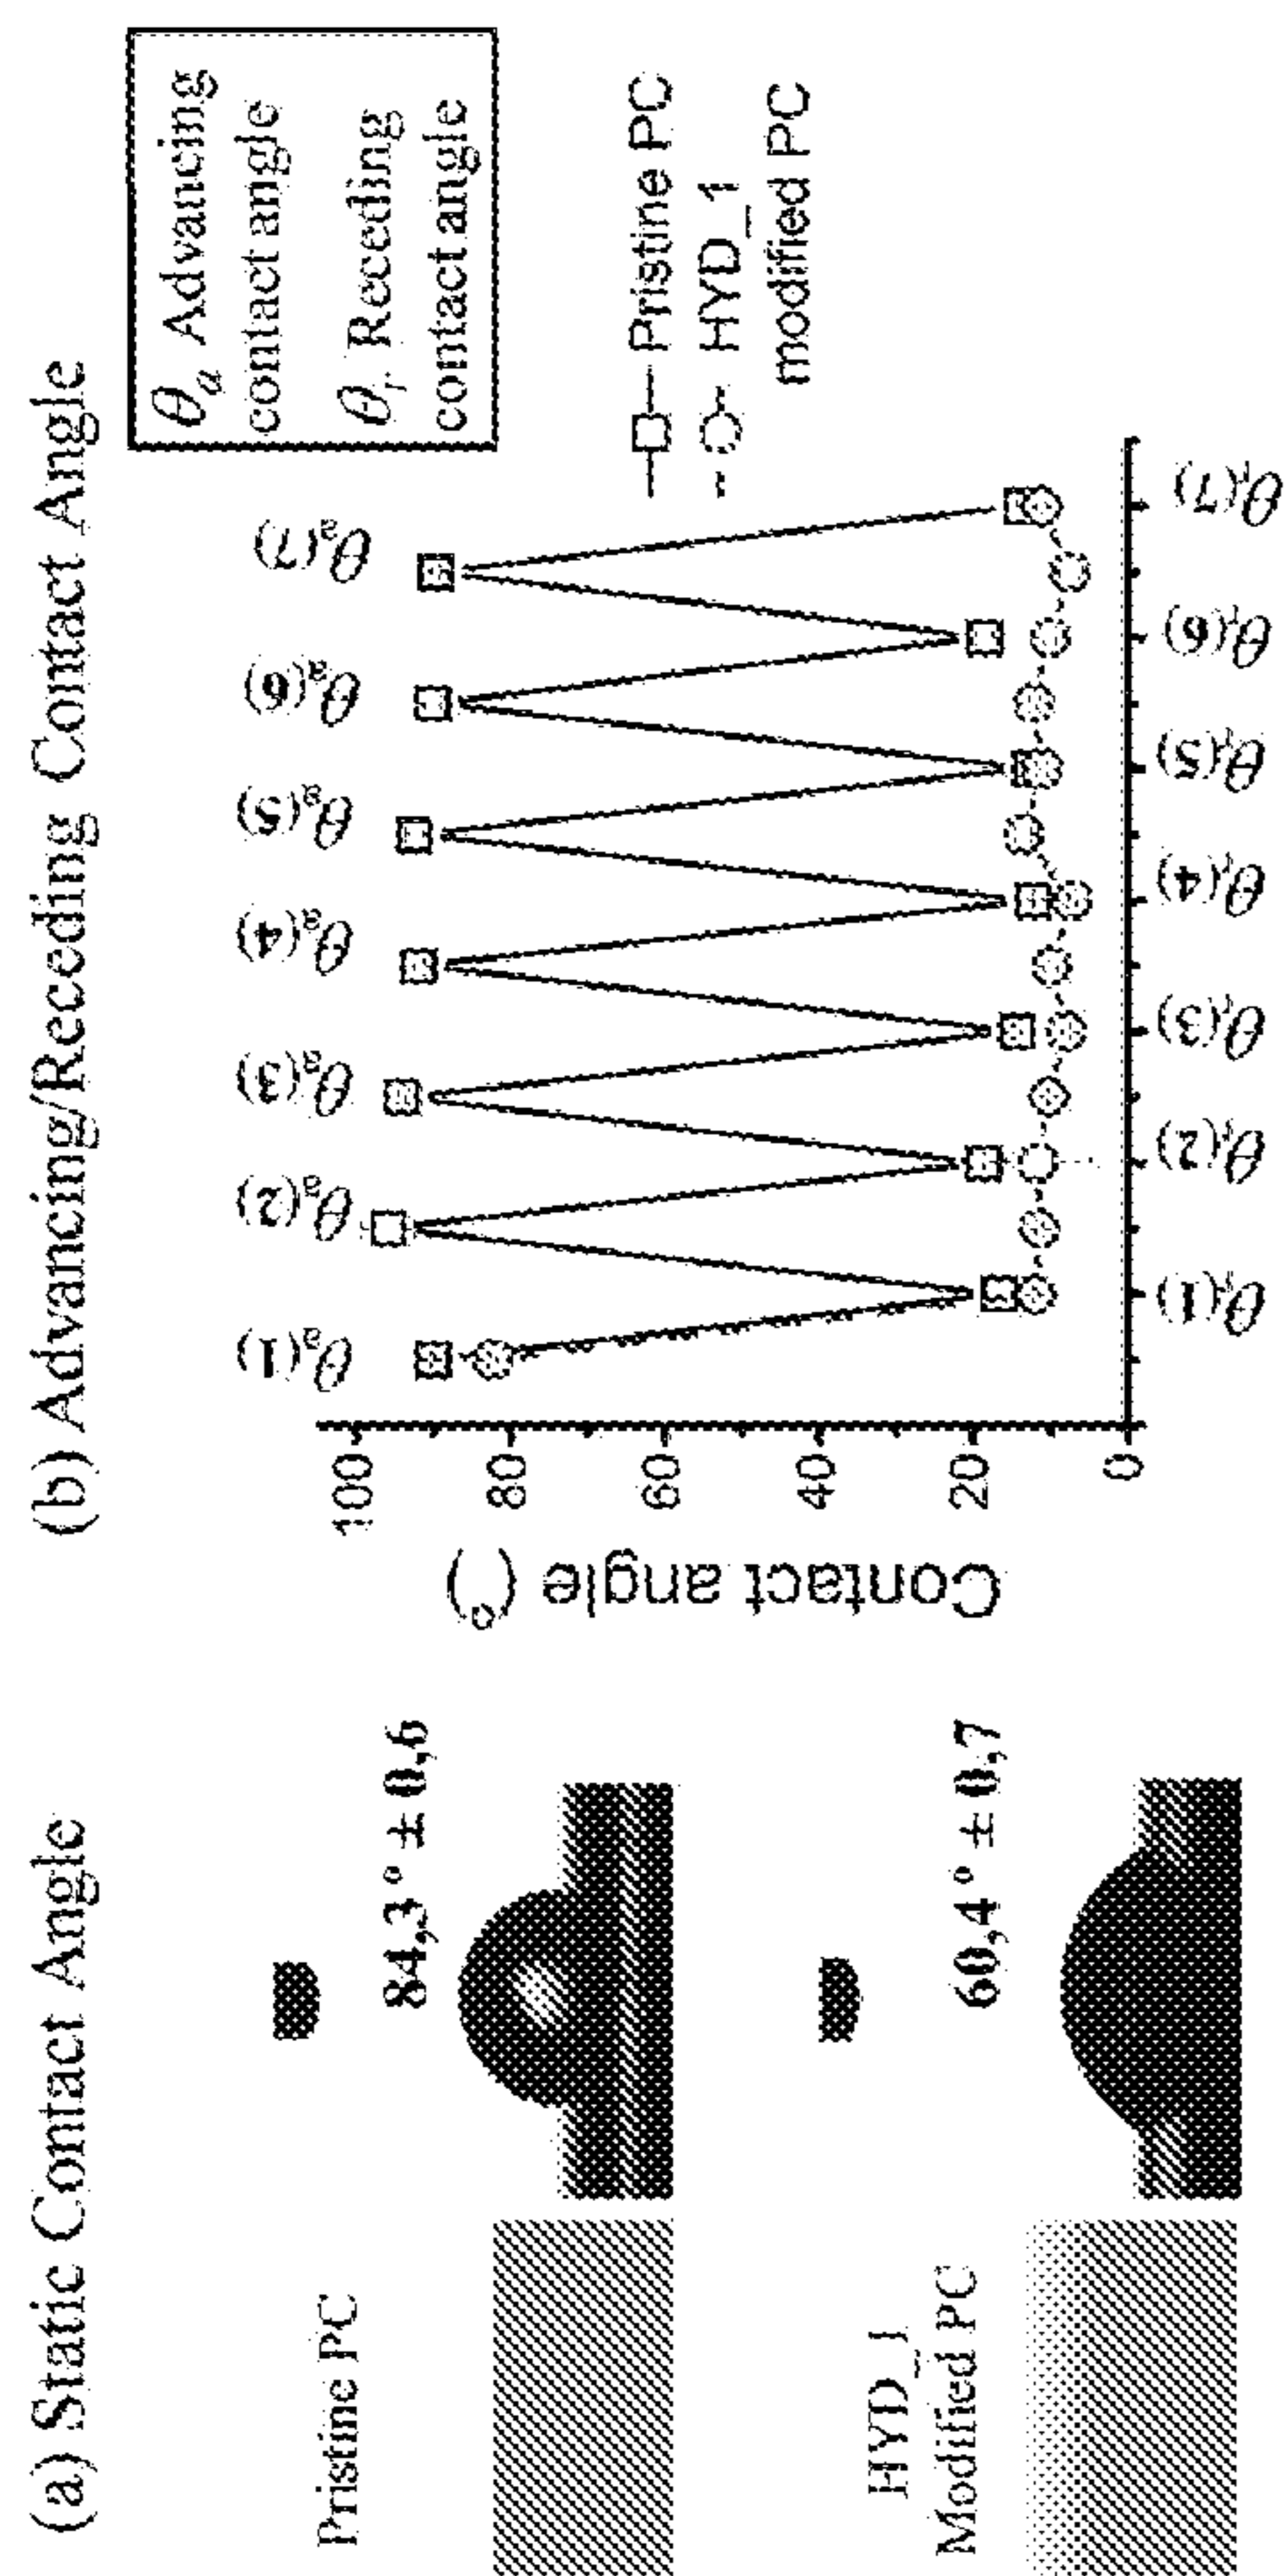 (a) Static Contact Angle
Pristine PC
84,3° ± 0,6
HYD_1
Modified PC
60,4° ± 0,7
(b) Advancing/Receding Contact Angle
θa Advancing
contact angle
θr Receding
contact angle
Pristine PC
HYD_1
modified PC
Contact angle (°)
100
80
60
40
20
0
θa(1)
θa(2)
θa(3)
θa(4)
θa(5)
θa(6)
θa(7)
θr(1)
θr(2)
θr(3)
θr(4)
θr(5)
θr(6)
θr(7)